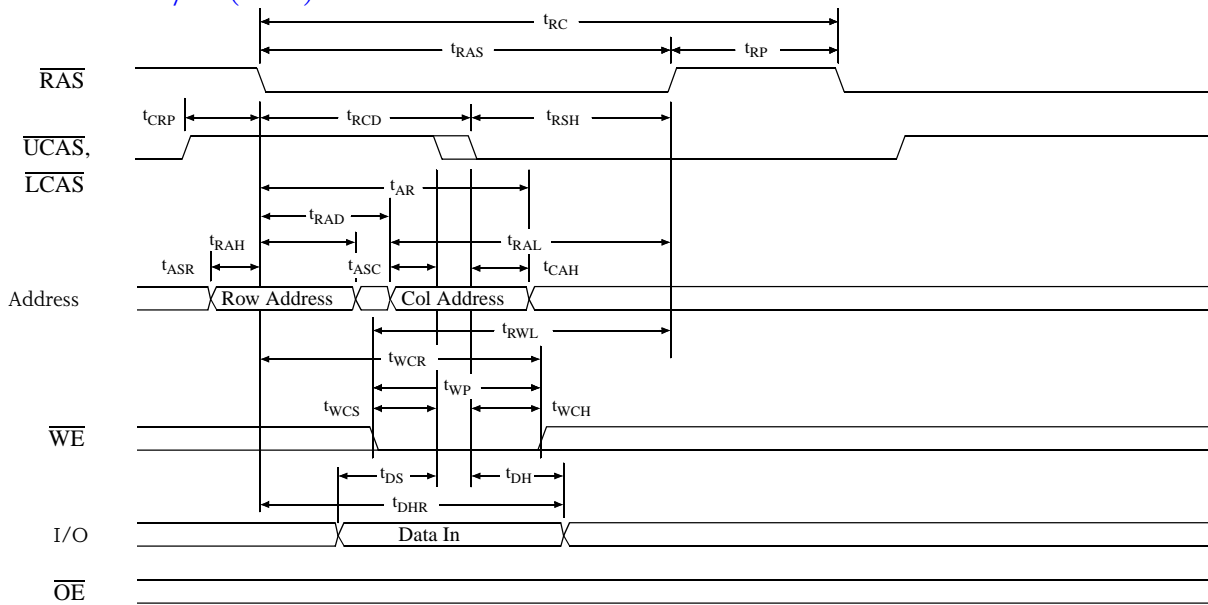 tRC
tRAS tRP
RAS
tCRP tRCD tRSH
UCAS,
LCAS
tAR
tRAD
tRAH tRAL
tASR tASC tCAH
Address Row Address Col Address
tRWL
tWCR
tWP
tWCS tWCH
WE
tDS tDH
tDHR
I/O Data In
OE